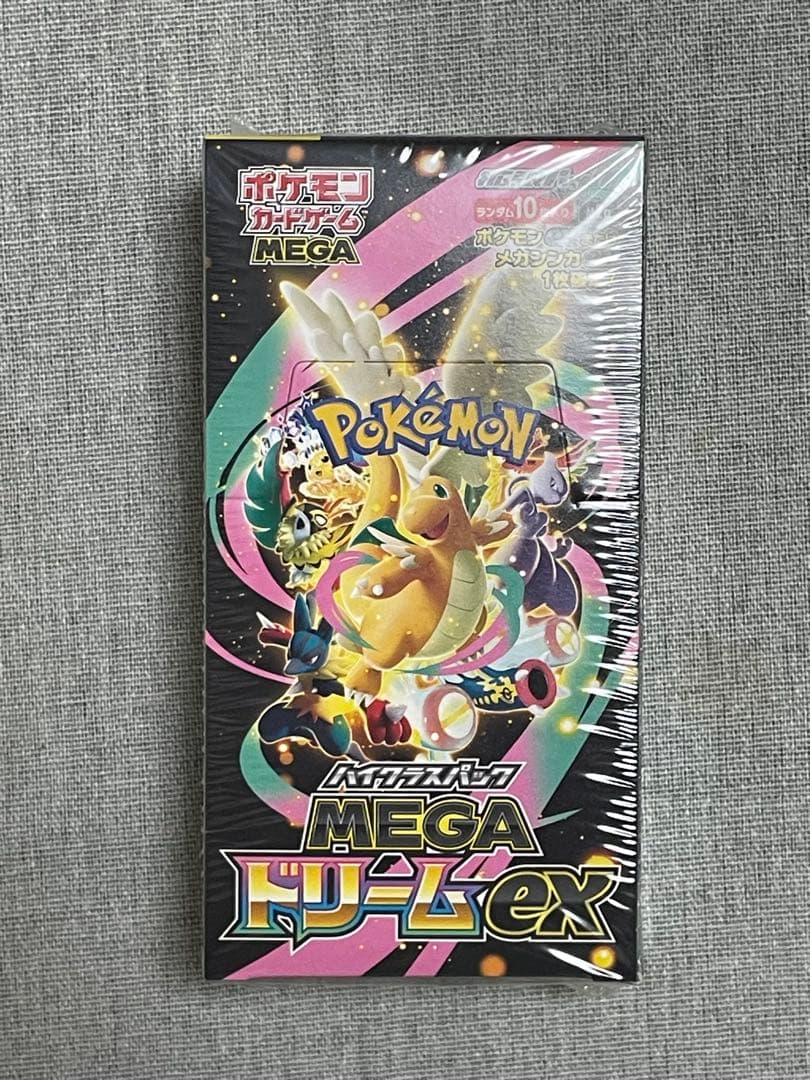 ポケモン
カードゲーム
MEGA
ランダム10
ポケモン
メガシンカ
1枚
POKéMON
ハイクラスパック
MEGA
ドリームex